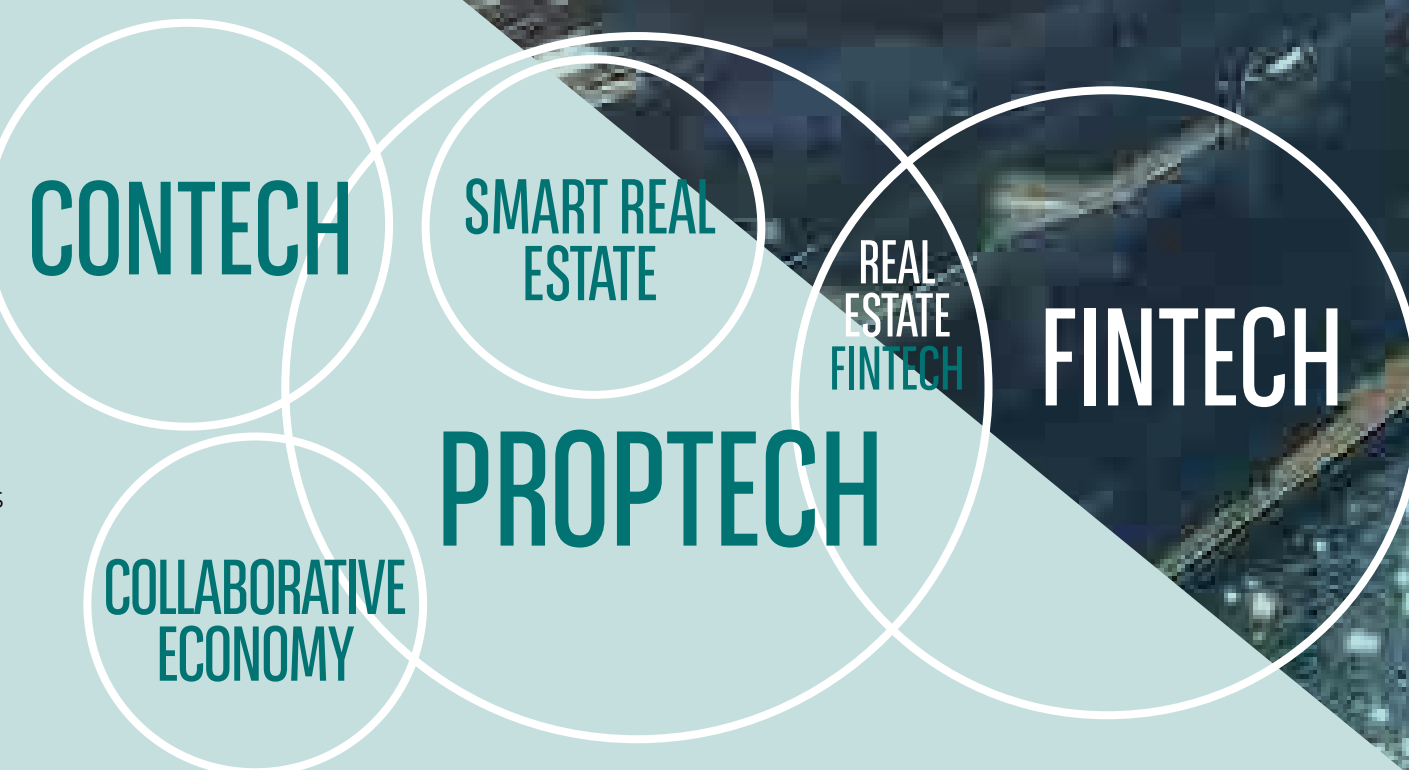 CONTECH
SMART REAL
ESTATE
REAL
ESTATE
FINTECH
FINTECH
PROPTECH
S
COLLABORATIVE
ECONOMY